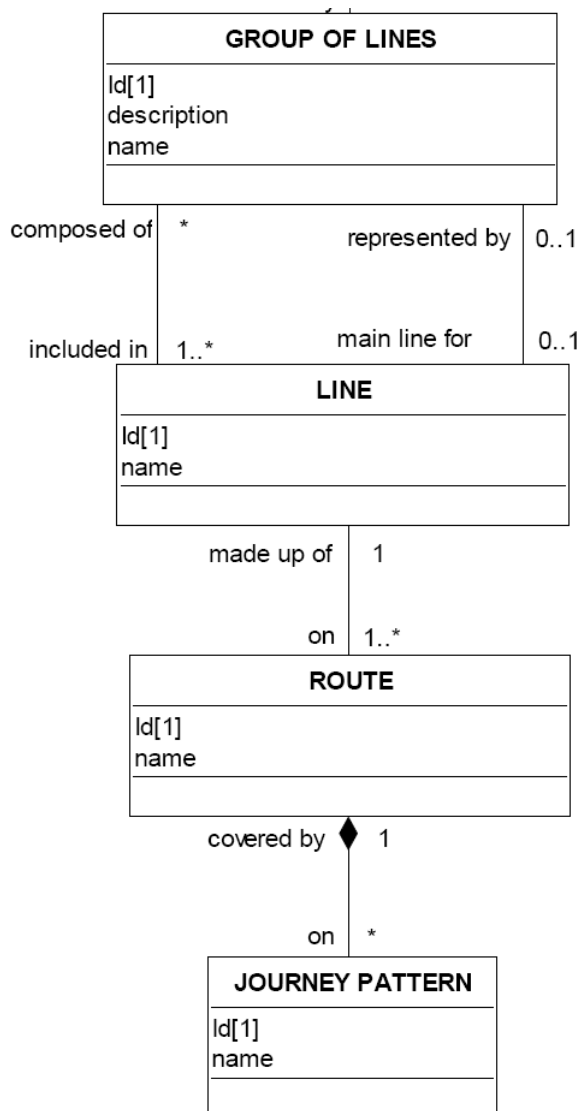 GROUP OF LINES
Id[1]
description
name
composed of * represented by 0..1
included in 1..* main line for 0..1
LINE
Id[1]
name
made up of 1
on 1..*
ROUTE
Id[1]
name
covered by 1
on *
JOURNEY PATTERN
Id[1]
name